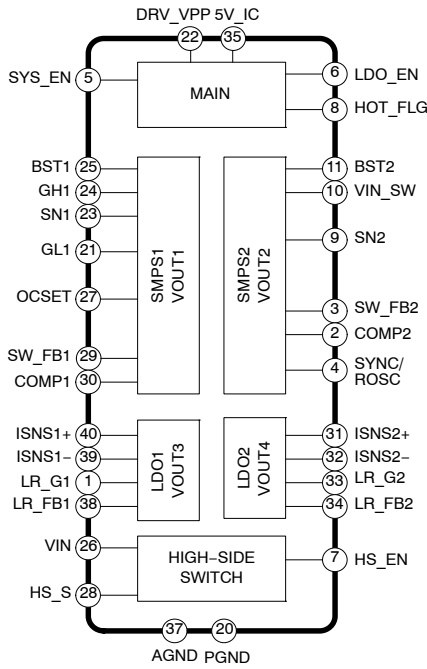 DRV_VPP 5V_IC
22 35
SYS_EN 5
MAIN
6 LDO_EN
8 HOT_FLG
BST1 25
GH1 24
SN1 23
GL1 21
OCSET 27
SW_FB1 29
COMP1 30
SMPS1
VOUT1
SMPS2
VOUT2
11 BST2
10 VIN_SW
9 SN2
3 SW_FB2
2 COMP2
4 SYNC/
ROSC
ISNS1+ 40
ISNS1− 39
LR_G1 1
LR_FB1 38
LDO1
VOUT3
LDO2
VOUT4
31 ISNS2+
32 ISNS2−
33 LR_G2
34 LR_FB2
VIN 26
HS_S 28
HIGH−SIDE
SWITCH
7 HS_EN
37 20
AGND PGND